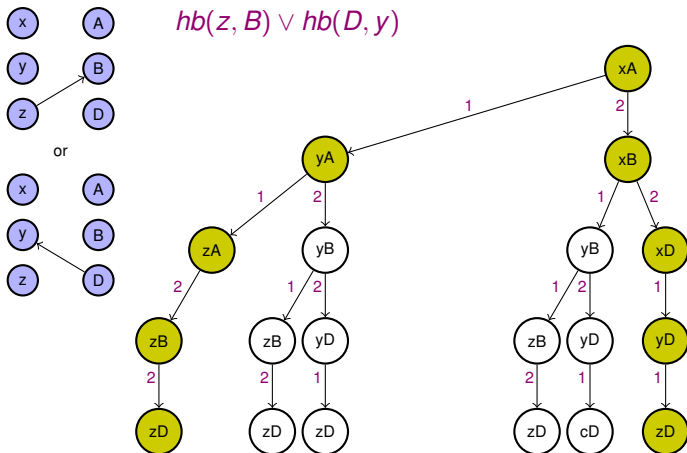 hb(z, B) ∨ hb(D, y)
x A
y B
z D
or
x A
y B
z D
xA
1 2
yA xB
1 2 1 2
zA yB yB xD
2 1 2 1 2 1
zB zB yD zB yD yD
2 2 1 2 1 1
zD zD zD zD cD zD